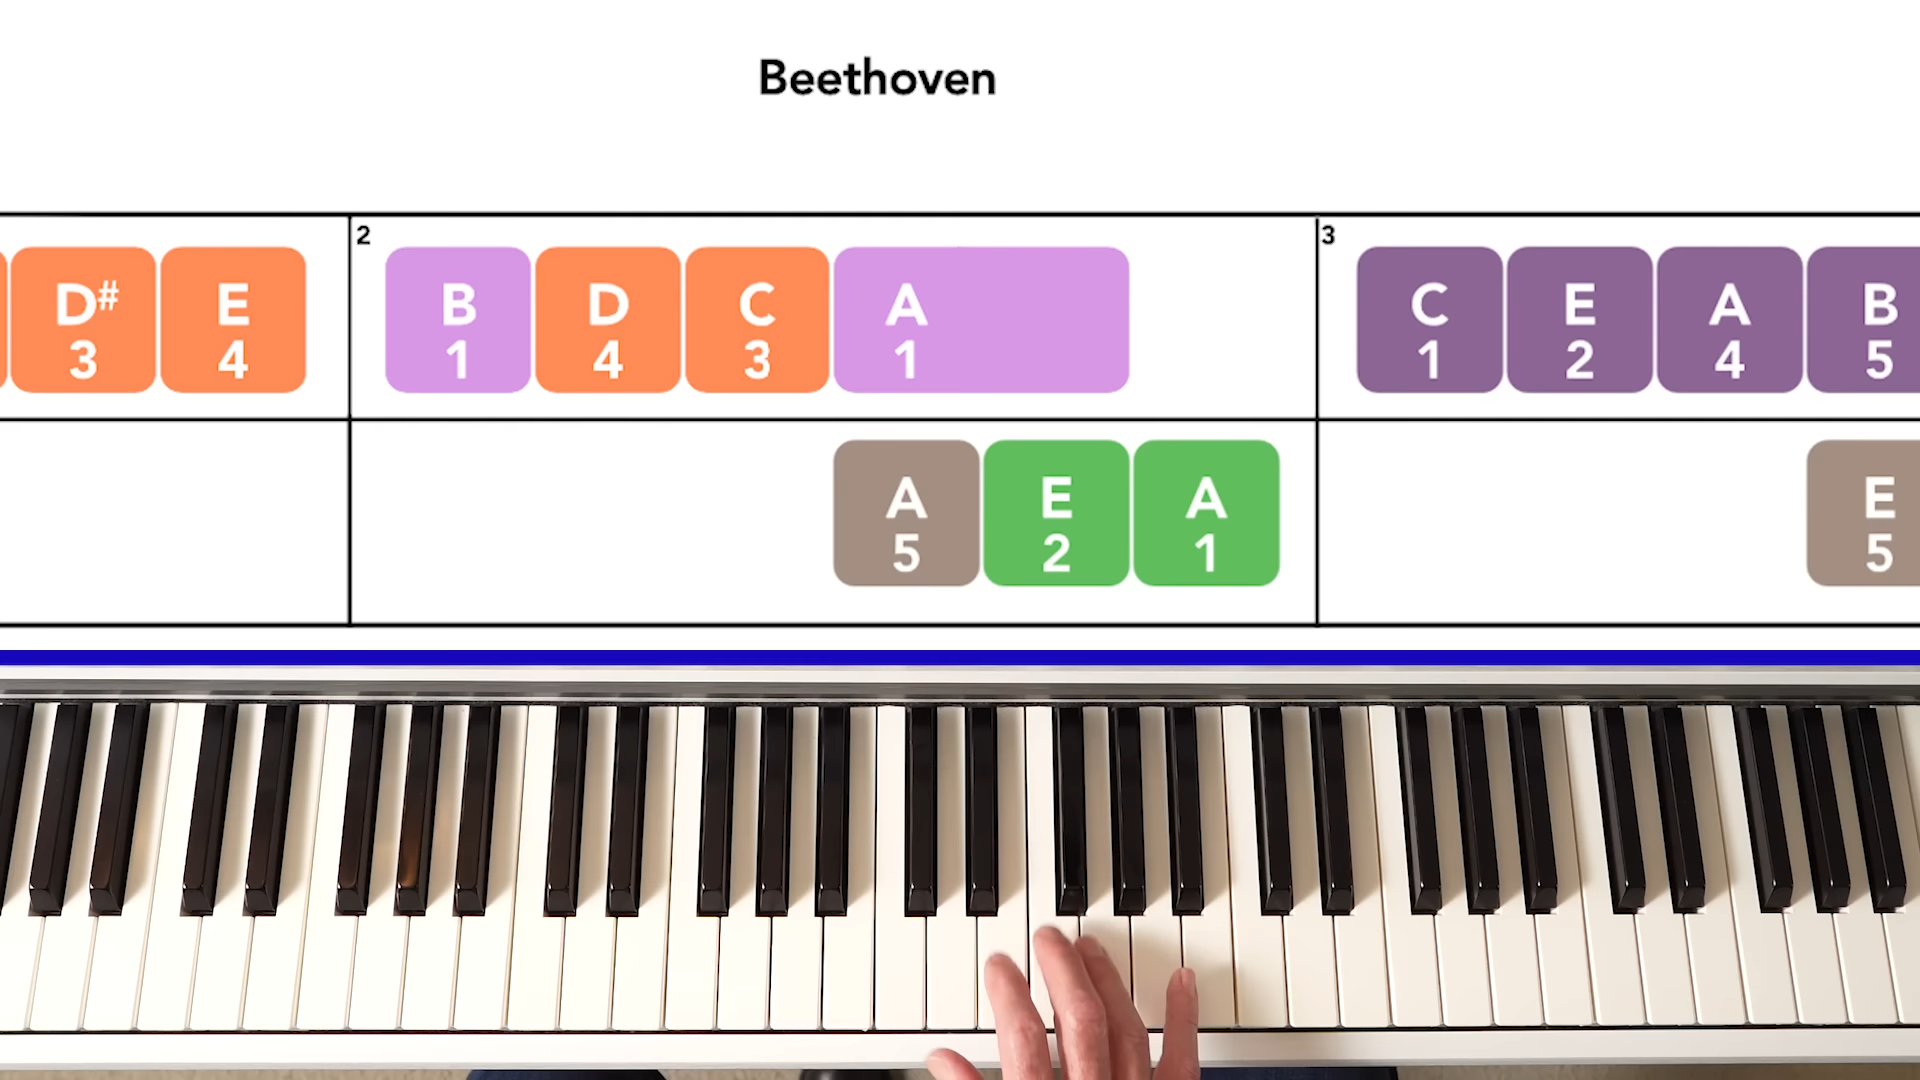 Beethoven
2
3
D# E B D C A C E A B
3 4 1 4 3 1 1 2 4 5
A E A E
5 2 1 5